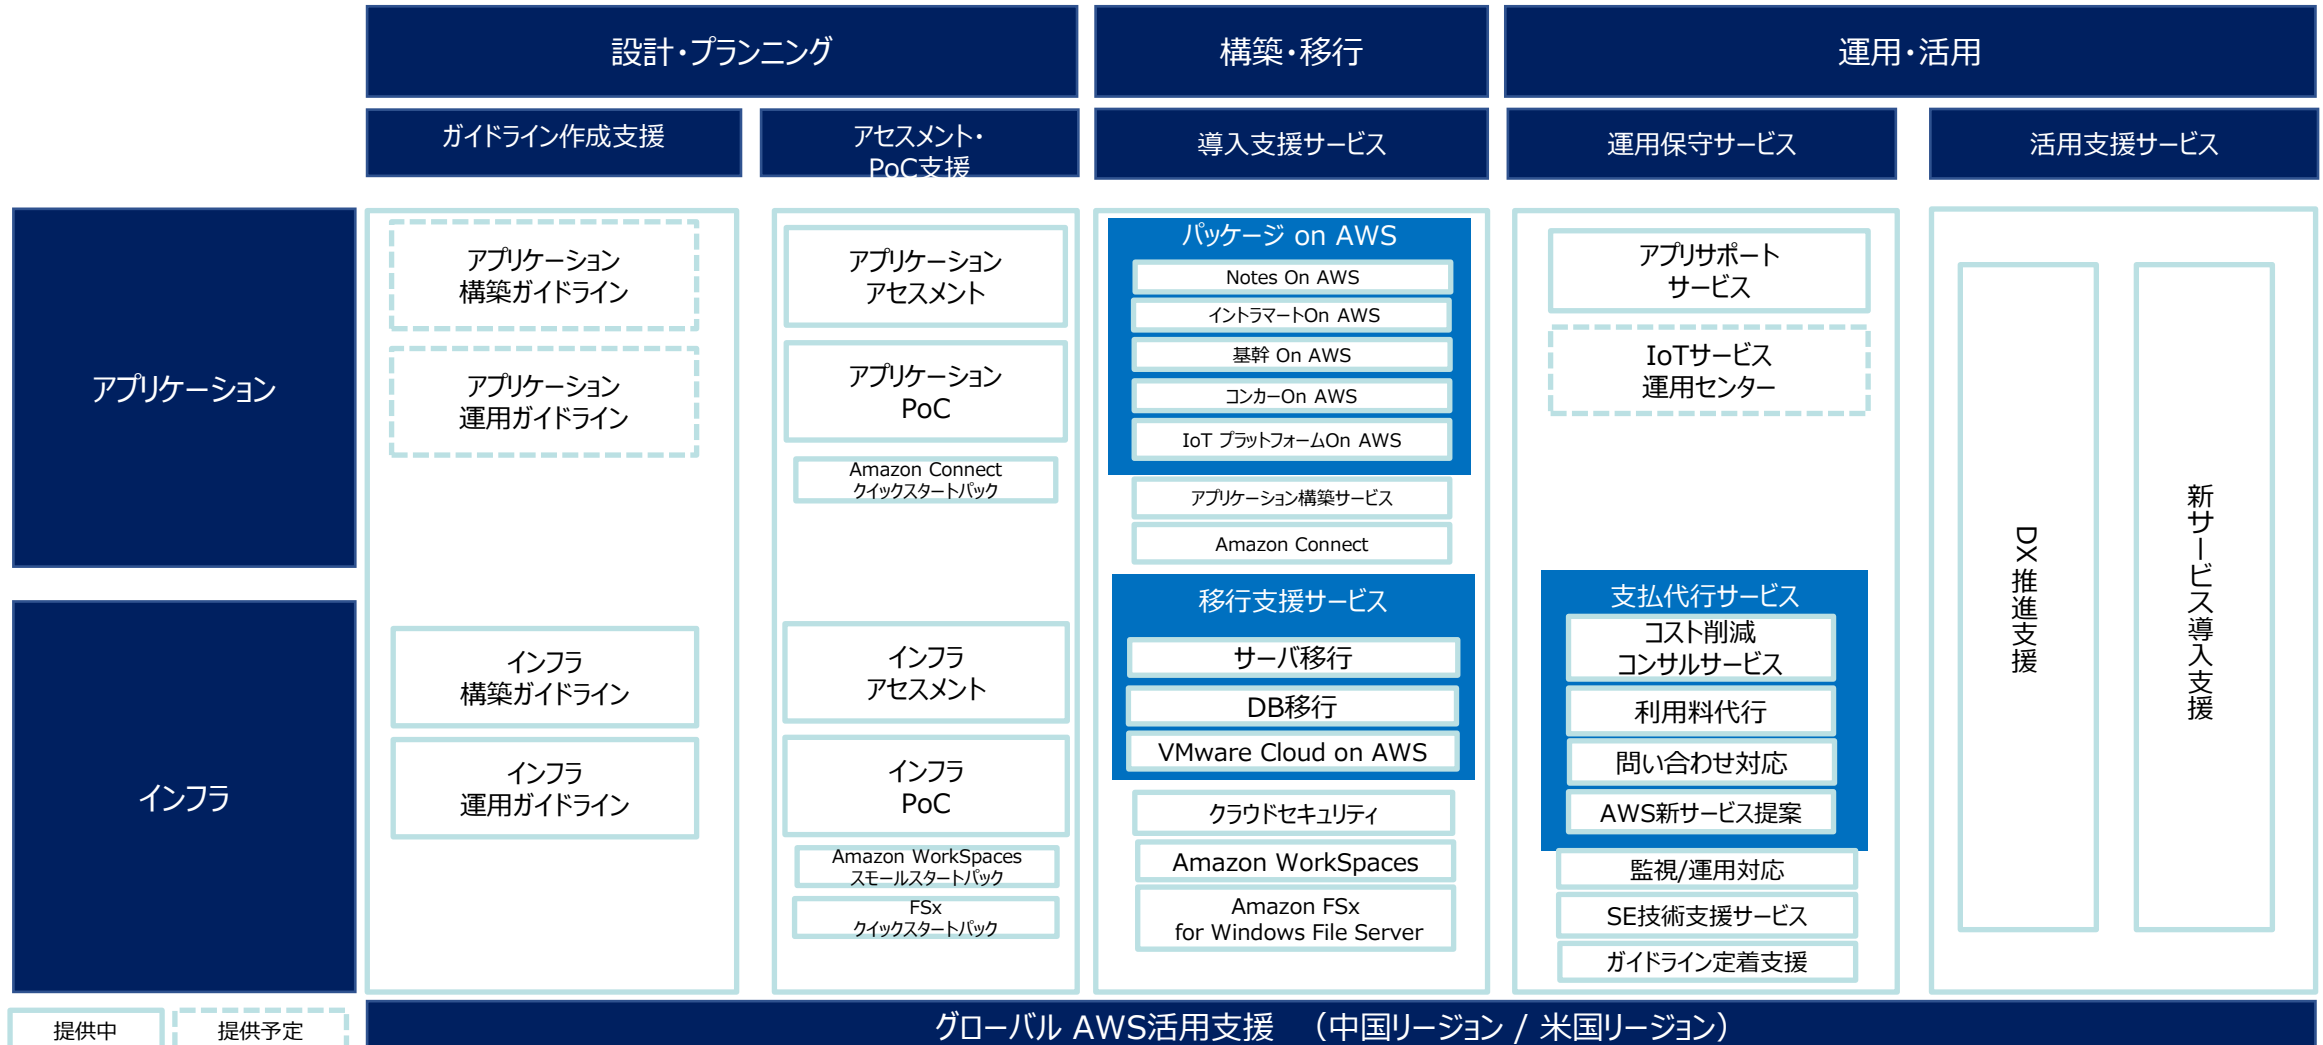 設計・プランニング
構築・移行
運用・活用
ガイドライン作成支援
アセスメント・
PoC支援
導入支援サービス
運用保守サービス
活用支援サービス
アプリケーション
アプリケーション
構築ガイドライン
アプリケーション
運用ガイドライン
アプリケーション
アセスメント
アプリケーション
PoC
Amazon Connect
クイックスタートパック
パッケージ on AWS
Notes On AWS
イントラマートOn AWS
基幹 On AWS
コンカーOn AWS
IoT プラットフォームOn AWS
アプリケーション構築サービス
Amazon Connect
アプリサポート
サービス
IoTサービス
運用センター
DX推進支援
新サービス導入支援
インフラ
インフラ
構築ガイドライン
インフラ
運用ガイドライン
インフラ
アセスメント
インフラ
PoC
Amazon WorkSpaces
スモールスタートパック
FSx
クイックスタートパック
移行支援サービス
サーバ移行
DB移行
VMware Cloud on AWS
クラウドセキュリティ
Amazon WorkSpaces
Amazon FSx
for Windows File Server
支払代行サービス
コスト削減
コンサルサービス
利用料代行
問い合わせ対応
AWS新サービス提案
監視/運用対応
SE技術支援サービス
ガイドライン定着支援
提供中
提供予定
グローバル AWS活用支援 （中国リージョン / 米国リージョン）